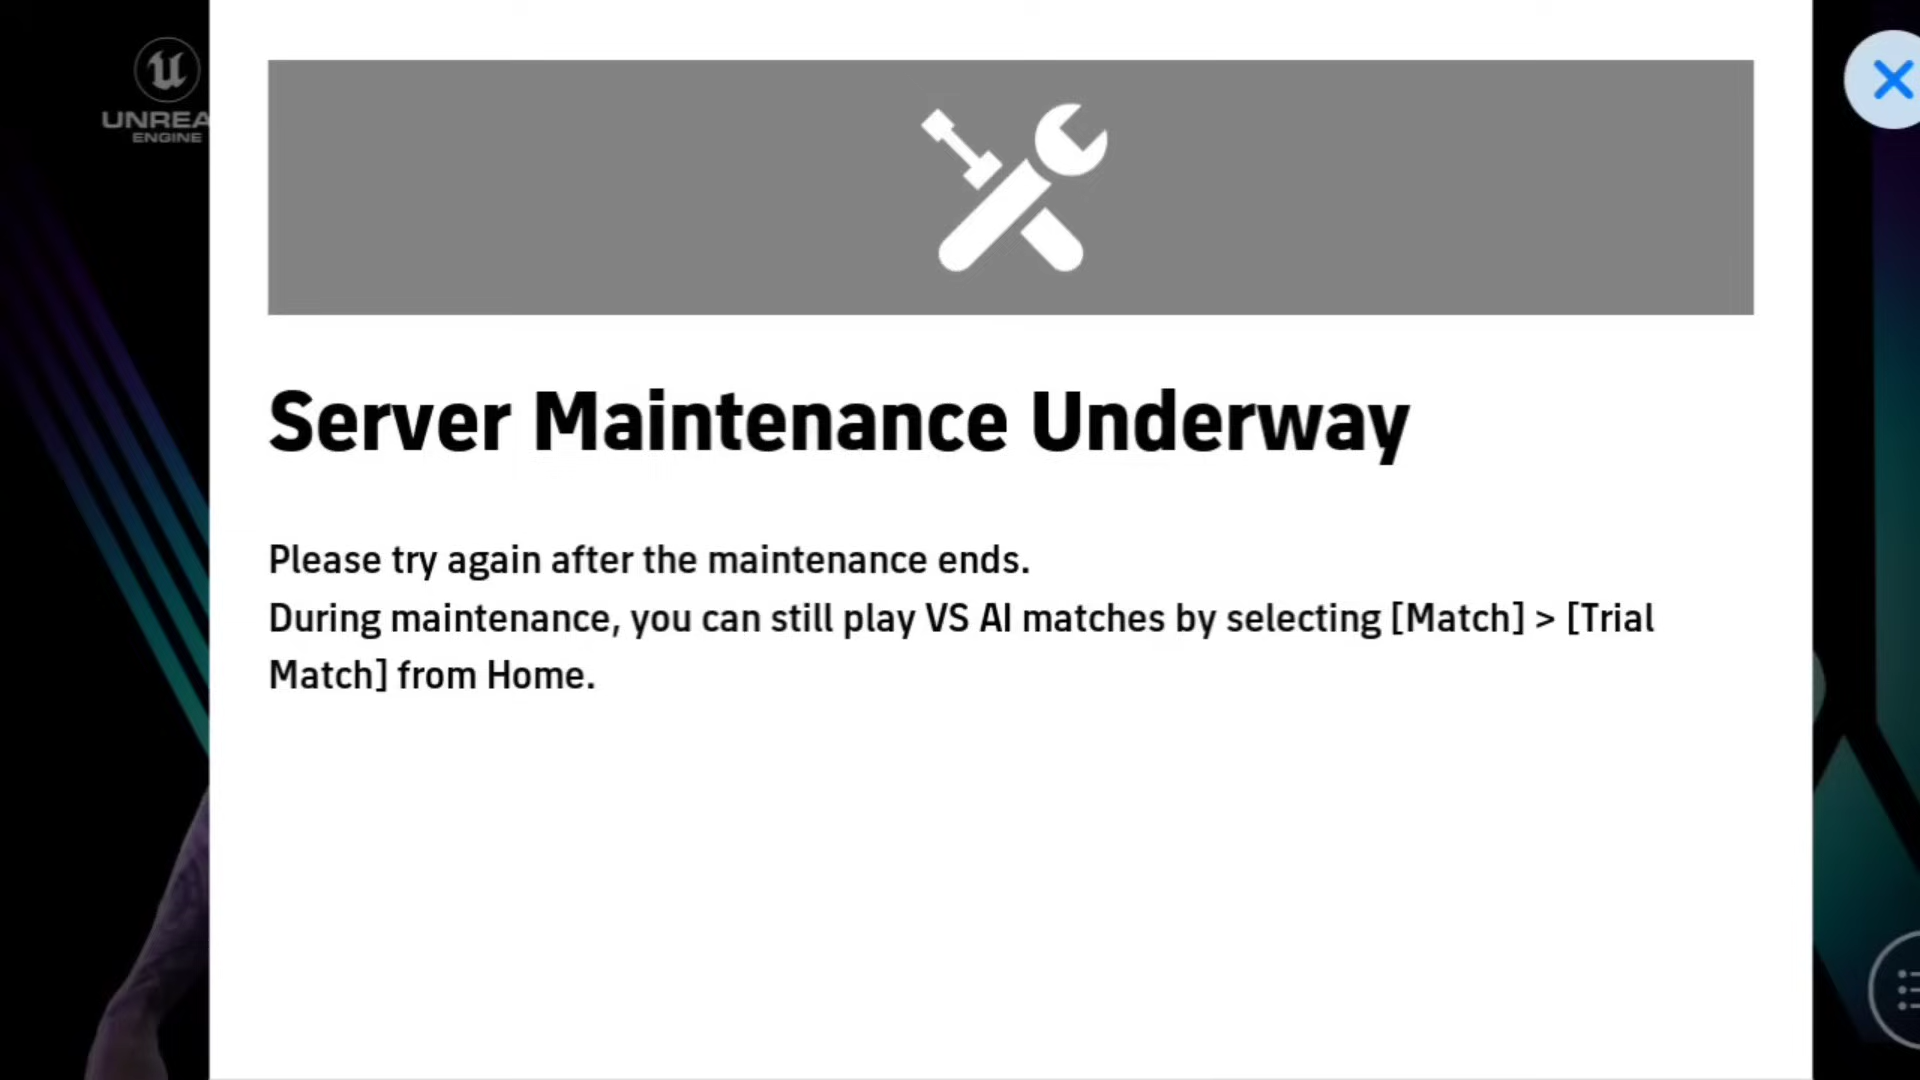 UNREA
ENGINE
Server Maintenance Underway
Please try again after the maintenance ends.
During maintenance, you can still play VS AI matches by selecting [Match] > [Trial
Match] from Home.